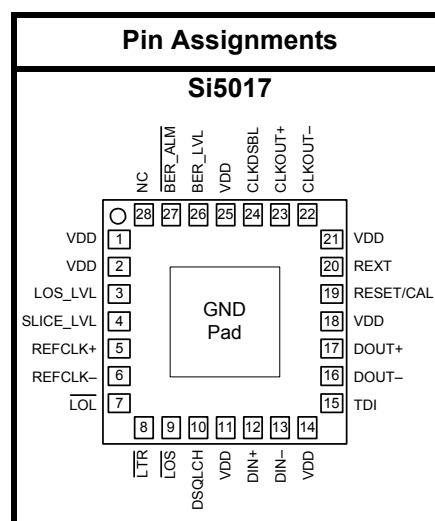 Pin Assignments
Si5017
NC
BER_ALM
BER_LVL
VDD
CLKDSBL
CLKOUT+
CLKOUT–
28 27 26 25 24 23 22
VDD 1
VDD 2
LOS_LVL 3
SLICE_LVL 4
REFCLK+ 5
REFCLK– 6
LOL 7
GND
Pad
21 VDD
20 REXT
19 RESET/CAL
18 VDD
17 DOUT+
16 DOUT–
15 TDI
8 9 10 11 12 13 14
LTR
LOS
DSQLCH
VDD
DIN+
DIN–
VDD